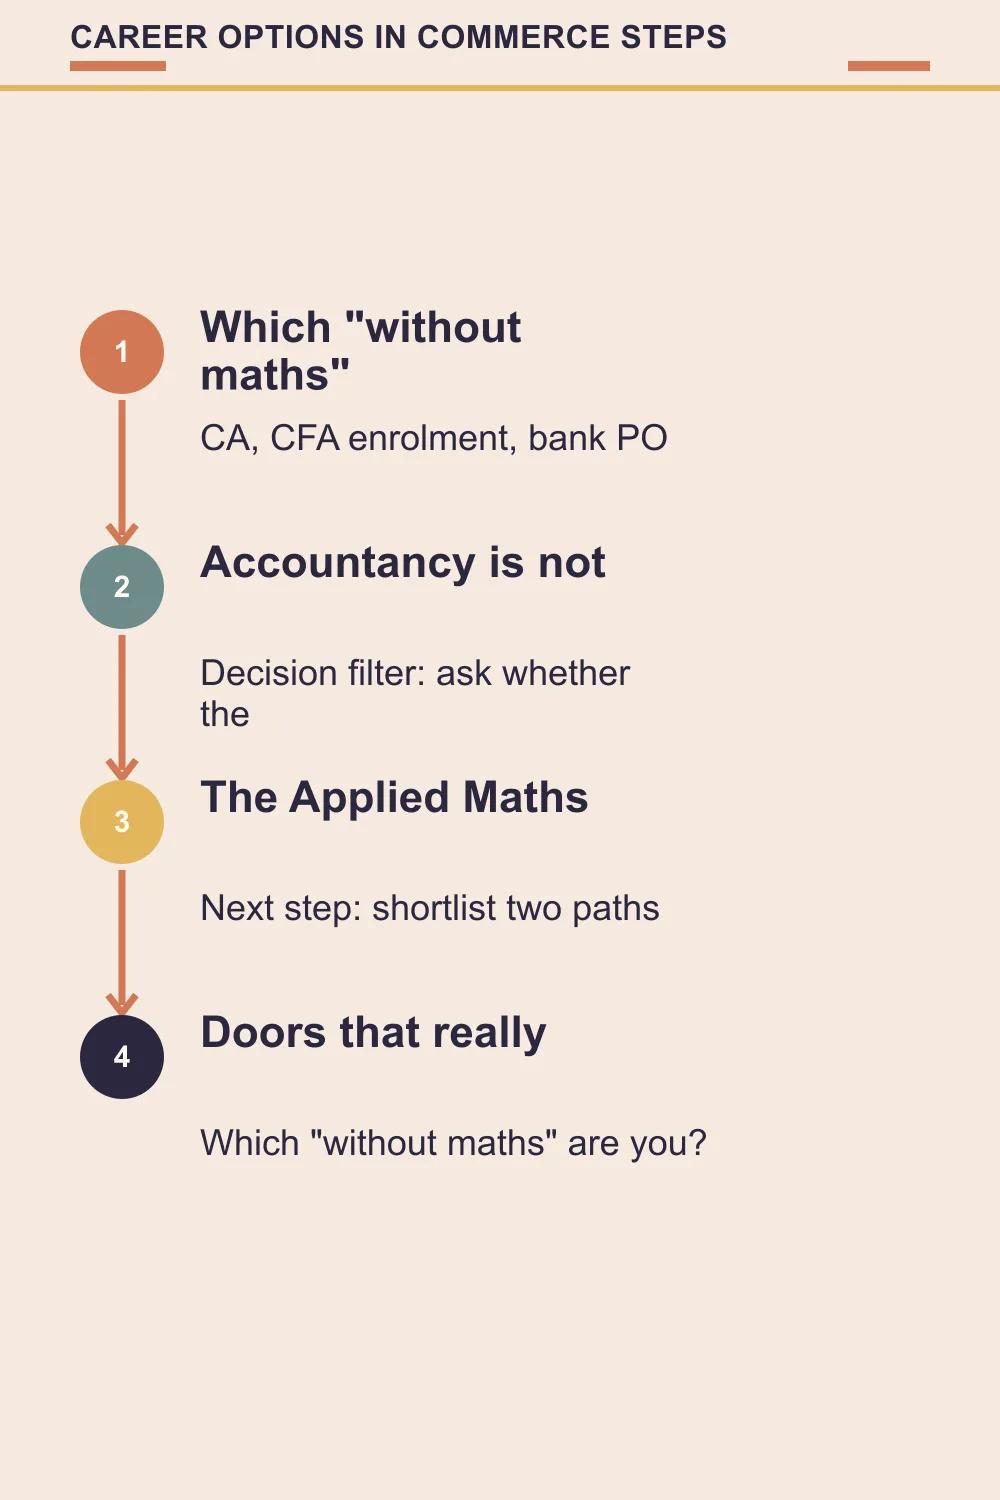 CAREER OPTIONS IN COMMERCE STEPS
1
Which "without
maths"
CA, CFA enrolment, bank PO
2
Accountancy is not
Decision filter: ask whether
the
3
The Applied Maths
Next step: shortlist two paths
4
Doors that really
Which "without maths" are you?